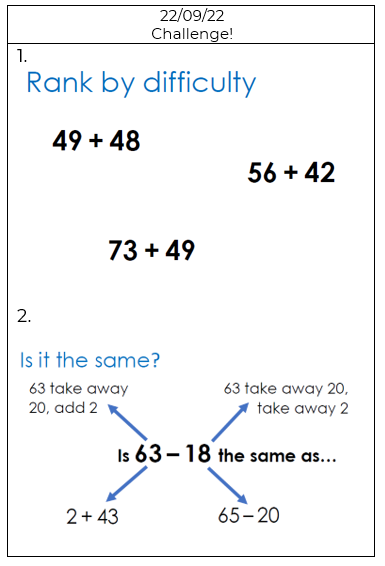 22/09/22
Challenge!
1.
Rank by difficulty
49 + 48
56 + 42
73 + 49
2.
Is it the same?
63 take away
20, add 2
63 take away 20,
take away 2
Is 63 – 18 the same as...
2 + 43
65 – 20